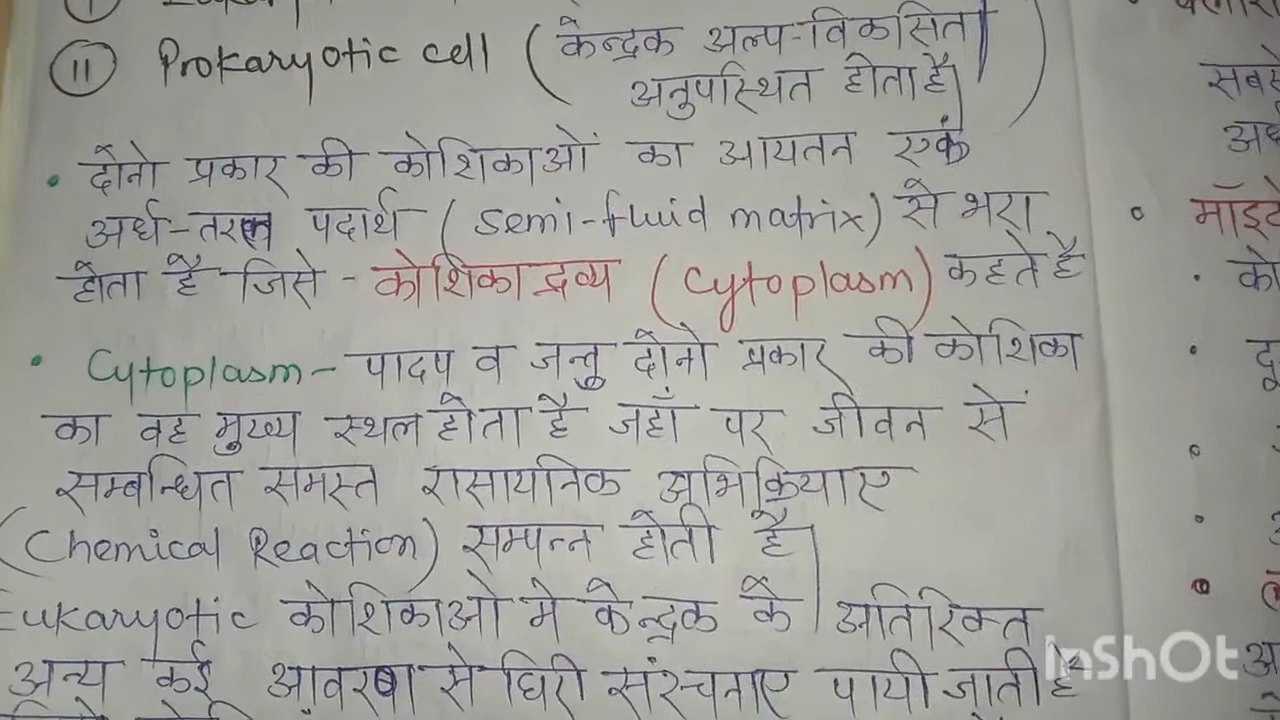 (II) Prokaryotic cell (केन्द्रक अल्प-विकसित
अनुपस्थित होता है।)
• दोनो प्रकार की कोशिकाओं का आयतन एक
अर्ध-तरल पदार्थ (semi-fluid matrix) से भरा
होता है जिसे - कोशिका द्रव्य (Cytoplasm) कहते है
• Cytoplasm - पादप व जन्तु दोनो प्रकार की कोशिका
का वह मुख्य स्थल होता है जहाँ पर जीवन से
सम्बन्धित समस्त रासायनिक अभिक्रियाए
(Chemical Reaction) सम्पन्न होती है।
Eukaryotic कोशिकाओ मे केन्द्रक के अतिरिक्त
अन्य कई आवरण से घिरी संरचनाए पायी जाती है
सबसे
InShOt